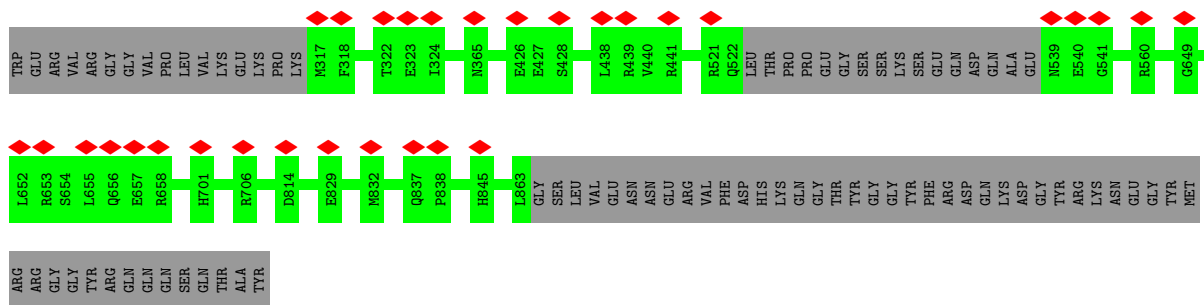 TRP GLU ARG VAL ARG GLY GLY VAL PRO LEU VAL LYS GLU LYS PRO LYS M317 F318 T322 E323 I324 N365 E426 E427 S428 L438 R439 V440 R441 R521 Q522 LEU THR PRO PRO GLU GLY SER SER LYS SER GLU GLN ASP GLN ALA GLU N539 E540 G541 R560 G649
L652 R653 S654 L655 Q656 E657 R658 H701 R706 D814 E829 M832 Q837 P838 H845 L863 GLY SER LEU VAL GLU ASN ASN GLU ARG VAL PHE ASP HIS LYS GLN GLY THR TYR GLY GLY TYR PHE ARG ASP GLN LYS ASP GLY TYR ARG LYS ASN GLU GLY TYR MET
ARG ARG GLY GLY TYR ARG GLN GLN GLN SER GLN THR ALA TYR